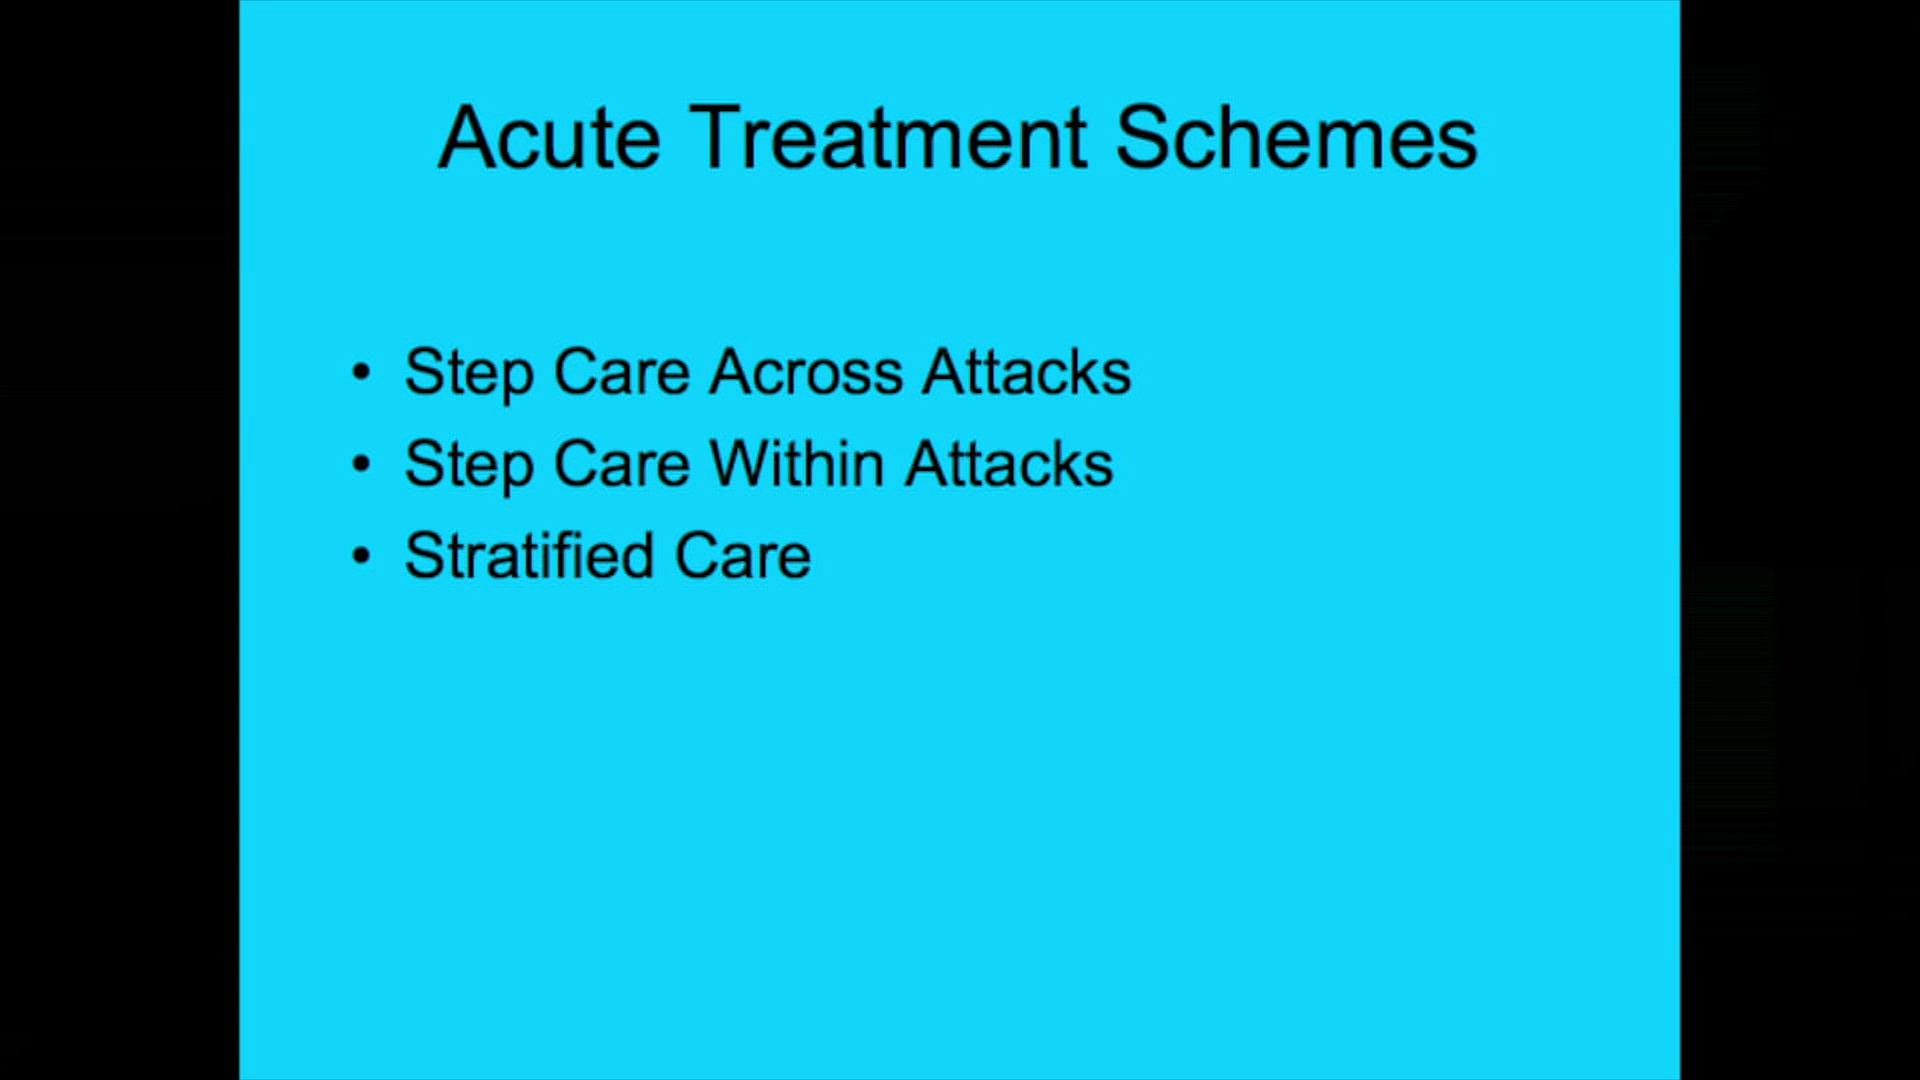 Acute Treatment Schemes
• Step Care Across Attacks
• Step Care Within Attacks
• Stratified Care